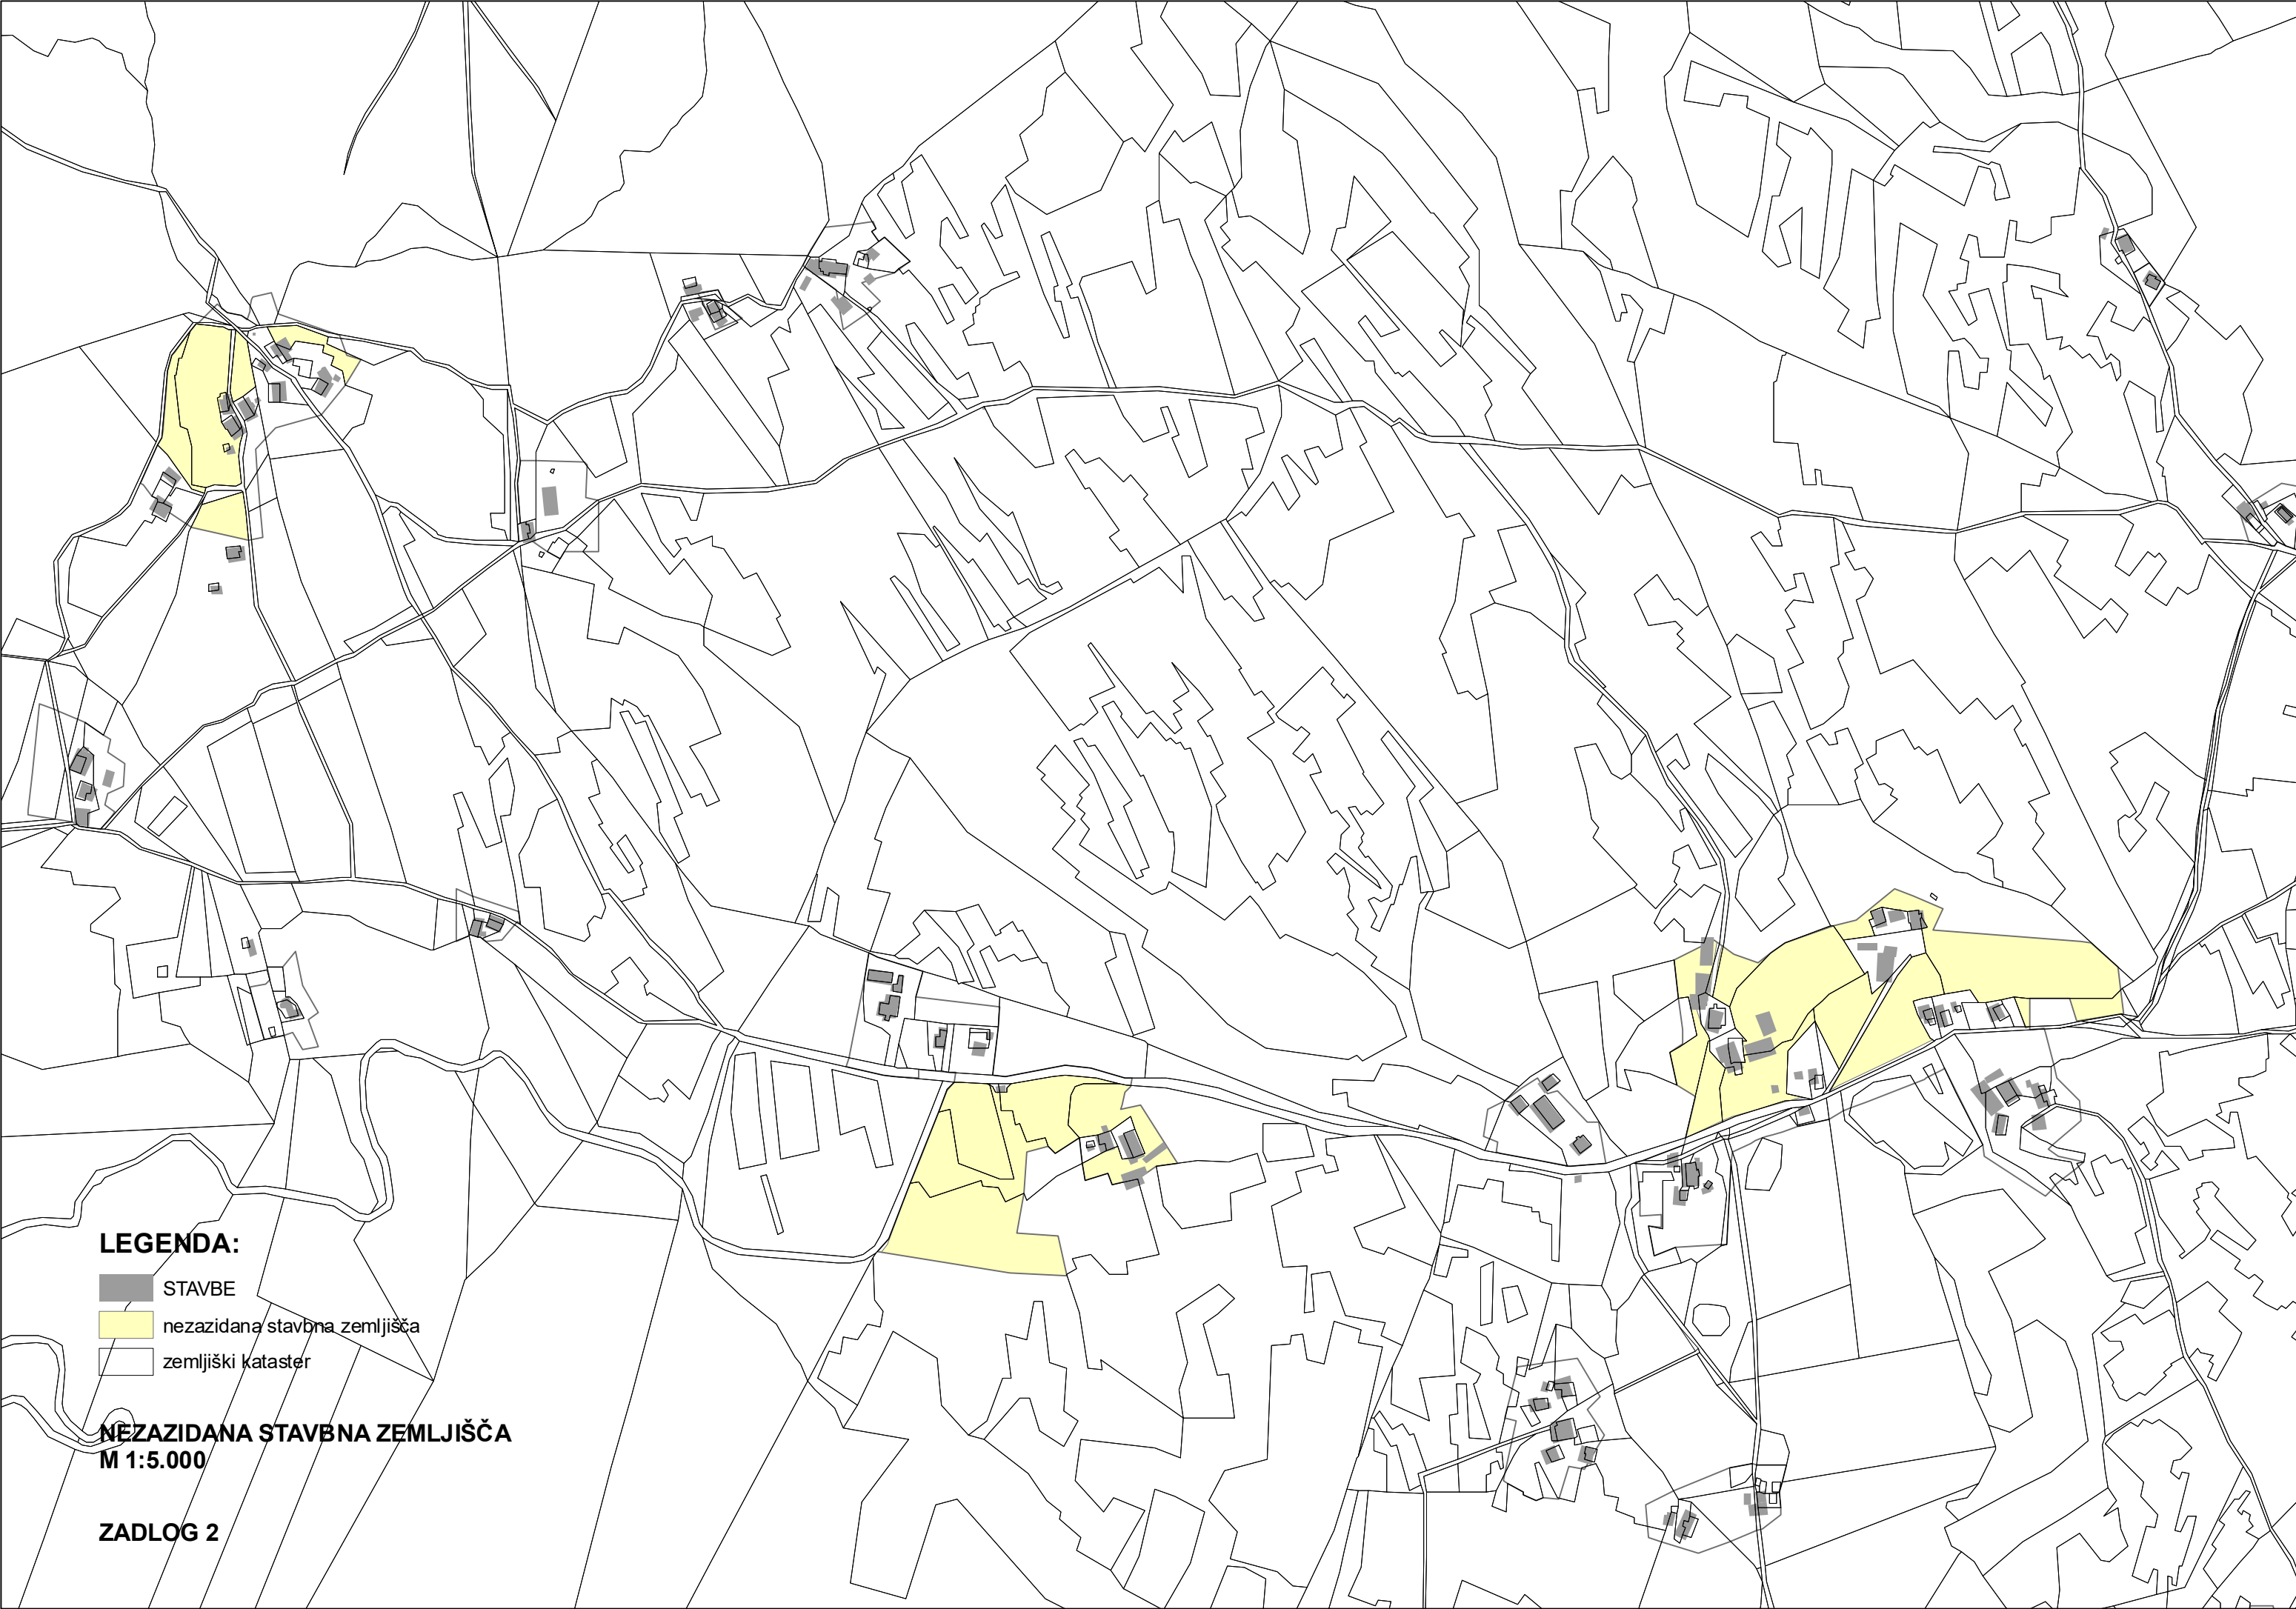 LEGENDA:
STAVBE
nezazidana stavbna zemljišča
zemljiški kataster
NEZAZIDANA STAVBNA ZEMLJIŠČA
M 1:5.000
ZADLOG 2